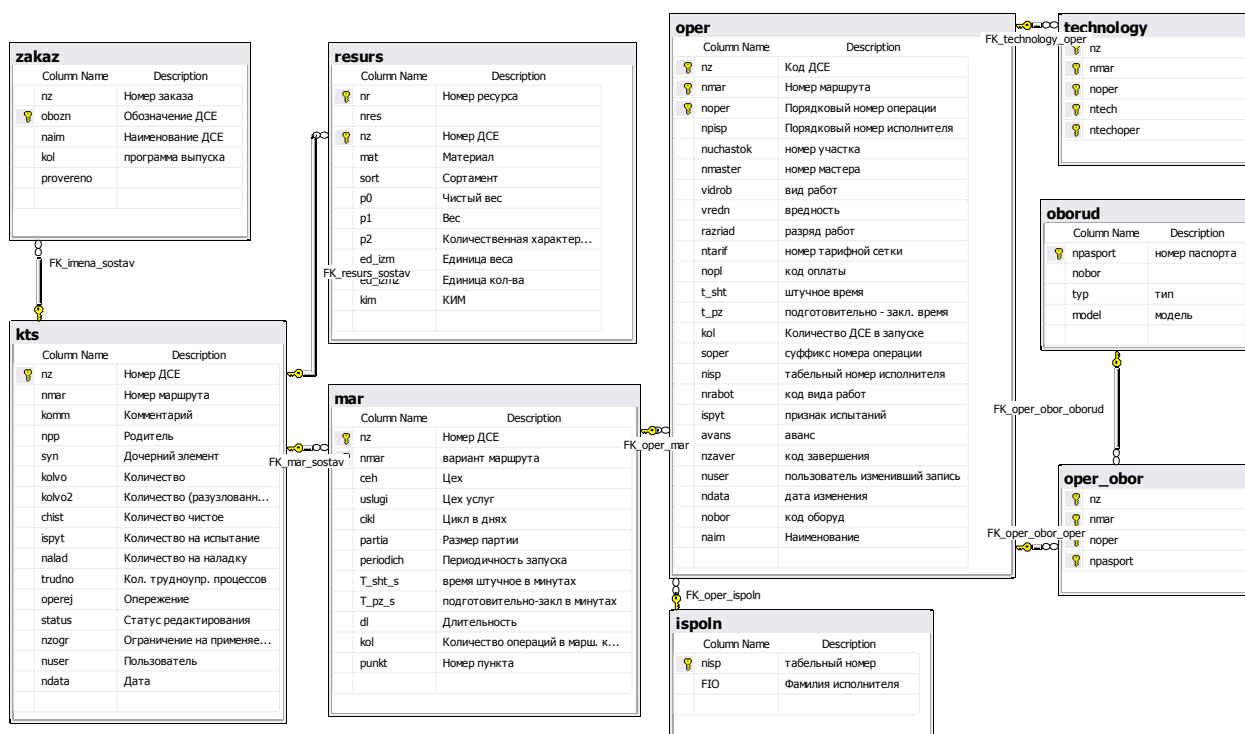 zakaz
Column Name Description
nz Номер заказа
obozn Обозначение ДСЕ
naim Наименование ДСЕ
kol программа выпуска
provereno
FK_imena_sostav
kts
Column Name Description
nz Номер ДСЕ
nmar Номер маршрута
komm Комментарий
npp Родитель
syn Дочерний элемент
kolvo Количество
kolvo2 Количество (разузлованн...
chist Количество чистое
ispyt Количество на испытание
nalad Количество на наладку
trudno Кол. трудноупр. процессов
operej Опережение
status Статус редактирования
nzogr Ограничение на применяе...
nuser Пользователь
ndata Дата
resurs
Column Name Description
nr Номер ресурса
nres
nz Номер ДСЕ
mat Материал
sort Сортамент
p0 Чистый вес
p1 Вес
p2 Количественная характер...
ed_izm Единица веса
FK_resurs_sostav
ed_izm2 Единица кол-ва
kim КИМ
mar
Column Name Description
nz Номер ДСЕ
nmar вариант маршрута
FK_mar_sostav
ceh Цех
uslugi Цех услуг
cikl Цикл в днях
partia Размер партии
periodich Периодичность запуска
T_sht_s время штучное в минутах
T_pz_s подготовительно-закл в минутах
dl Длительность
kol Количество операций в марш. к...
punkt Номер пункта
FK_oper_mar
oper
Column Name Description
nz Код ДСЕ
nmar Номер маршрута
noper Порядковый номер операции
npisp Порядковый номер исполнителя
nuchastok номер участка
nmaster номер мастера
vidrob вид работ
vredn вредность
razriad разряд работ
ntarif номер тарифной сетки
nopl код оплаты
t_sht штучное время
t_pz подготовительно - закл. время
kol Количество ДСЕ в запуске
soper суффикс номера операции
nisp табельный номер исполнителя
nrabot код вида работ
ispyt признак испытаний
avans аванс
nzaver код завершения
nuser пользователь изменивший запись
ndata дата изменения
nobor код оборуд
naim Наименование
FK_oper_ispoln
ispoln
Column Name Description
nisp табельный номер
FIO Фамилия исполнителя
technology
FK_technology_oper
nz
nmar
noper
ntech
ntechoper
oborud
Column Name Description
npasport номер паспорта
nobor
typ тип
model модель
FK_oper_obor_oborud
oper_obor
nz
nmar
FK_oper_obor_oper
noper
npasport